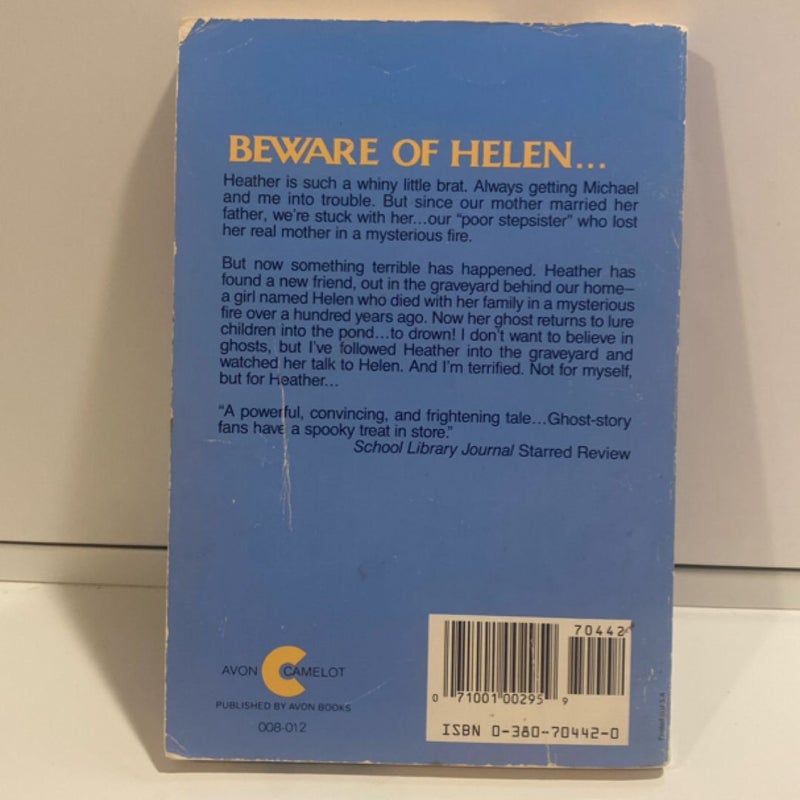 BEWARE OF HELEN...
Heather is such a whiny little brat. Always getting Michael
and me into trouble. But since our mother married her
father, we're stuck with her...our "poor stepsister" who lost
her real mother in a mysterious fire.
But now something terrible has happened. Heather has
found a new friend, out in the graveyard behind our home–
a girl named Helen who died with her family in a mysterious
fire over a hundred years ago. Now her ghost returns to lure
children into the pond...to drown! I don't want to believe in
ghosts, but I've followed Heather into the graveyard and
watched her talk to Helen. And I'm terrified. Not for myself,
but for Heather...
"A powerful, convincing, and frightening tale...Ghost-story
fans have a spooky treat in store."
School Library Journal Starred Review
AVON CAMELOT
PUBLISHED BY AVON BOOKS
008-012
70442
0 71001 00295 9
ISBN 0-380-70442-0